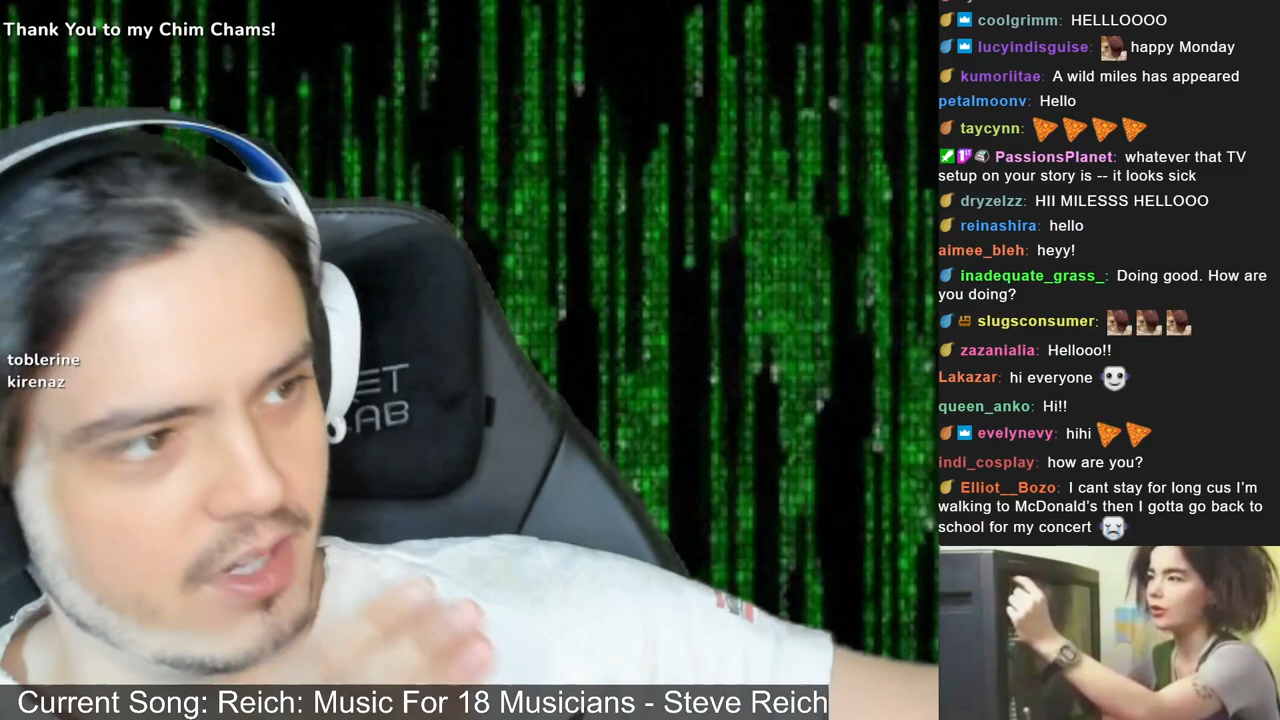 Thank You to my Chim Chams!
toblerine
kirenaz
ET
AB
Current Song: Reich: Music For 18 Musicians - Steve Reich
coolgrimm: HELLLOOOO
lucyindisguise: happy Monday
kumoriitae: A wild miles has appeared
petalmoonv: Hello
taycynn:
PassionsPlanet: whatever that TV
setup on your story is -- it looks sick
dryzelzz: HII MILESSS HELLOOO
reinashira: hello
aimee_bleh: heyy!
inadequate_grass_: Doing good. How are
you doing?
slugsconsumer:
zazanialia: Hellooo!!
Lakazar: hi everyone
queen_anko: Hi!!
evelynevy: hihi
indi_cosplay: how are you?
Elliot__Bozo: I cant stay for long cus I’m
walking to McDonald’s then I gotta go back to
school for my concert